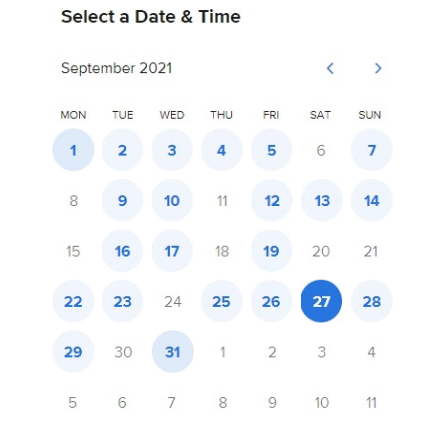 Select a Date & Time
September 2021
MON TUE WED THU FRI SAT SUN
1 2 3 4 5 6 7
8 9 10 11 12 13 14
15 16 17 18 19 20 21
22 23 24 25 26 27 28
29 30 31 1 2 3 4
5 6 7 8 9 10 11